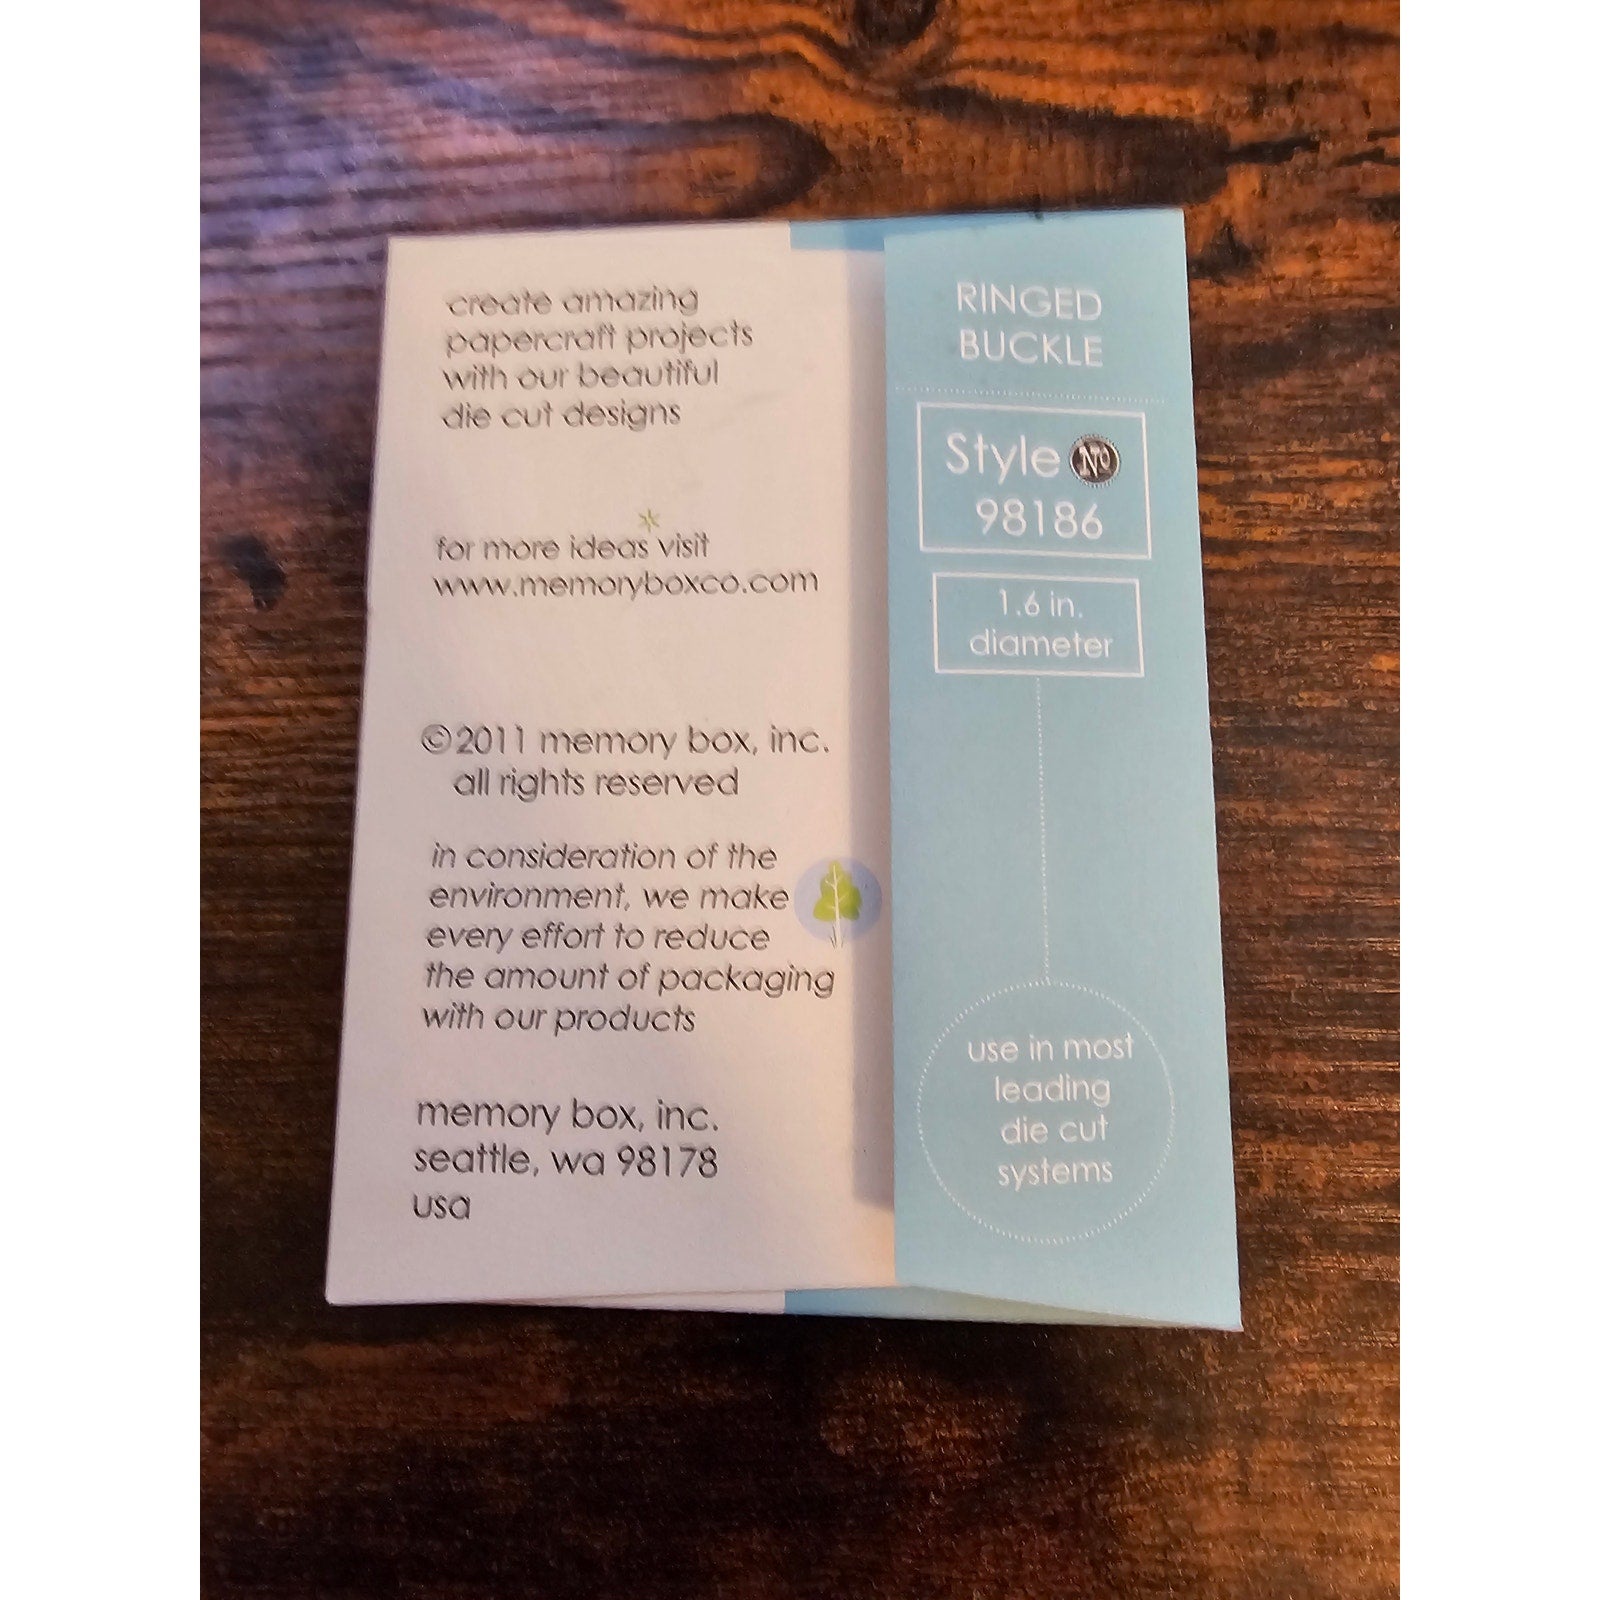 create amazing
papercraft projects
with our beautiful
die cut designs
for more ideas visit
www.memoryboxco.com
©2011 memory box, inc.
all rights reserved
in consideration of the
environment, we make
every effort to reduce
the amount of packaging
with our products
memory box, inc.
seattle, wa 98178
usa
RINGED
BUCKLE
Style No
98186
1.6 in.
diameter
use in most
leading
die cut
systems